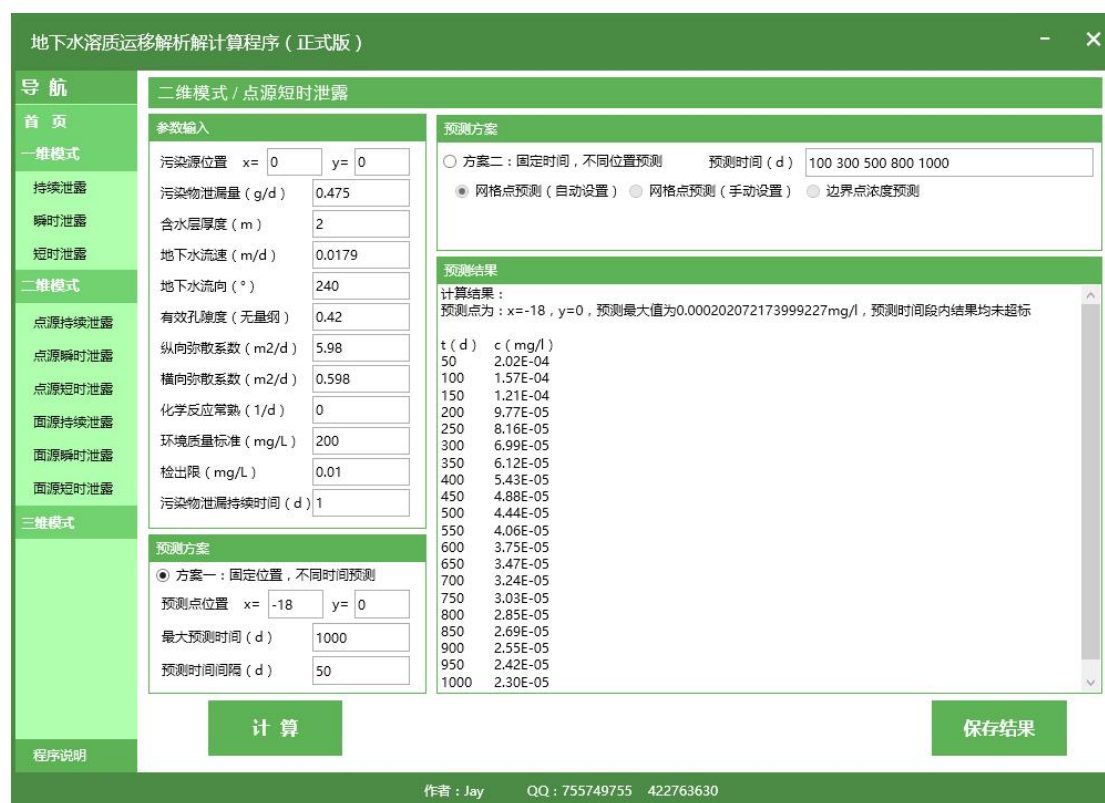 地下水溶质运移解析解计算程序（正式版）
导 航
首 页
一维模式
持续泄露
瞬时泄露
短时泄露
二维模式
点源持续泄露
点源瞬时泄露
点源短时泄露
面源持续泄露
面源瞬时泄露
面源短时泄露
三维模式
程序说明
二维模式 / 点源短时泄露
参数输入
污染源位置 x= 0 y= 0
污染物泄漏量（g/d） 0.475
含水层厚度（m） 2
地下水流速（m/d） 0.0179
地下水流向（°） 240
有效孔隙度（无量纲） 0.42
纵向弥散系数（m2/d） 5.98
横向弥散系数（m2/d） 0.598
化学反应常熟（1/d） 0
环境质量标准（mg/L） 200
检出限（mg/L） 0.01
污染物泄漏持续时间（d） 1
预测方案
方案一：固定位置，不同时间预测
预测点位置 x= -18 y= 0
最大预测时间（d） 1000
预测时间间隔（d） 50
计 算
预测方案
方案二：固定时间，不同位置预测 预测时间（d） 100 300 500 800 1000
网格点预测（自动设置） 网格点预测（手动设置） 边界点浓度预测
预测结果
计算结果：
预测点为：x=-18，y=0，预测最大值为0.000202072173999227mg/l，预测时间段内结果均未超标
t（d） c（mg/l）
50 2.02E-04
100 1.57E-04
150 1.21E-04
200 9.77E-05
250 8.16E-05
300 6.99E-05
350 6.12E-05
400 5.43E-05
450 4.88E-05
500 4.44E-05
550 4.06E-05
600 3.75E-05
650 3.47E-05
700 3.24E-05
750 3.03E-05
800 2.85E-05
850 2.69E-05
900 2.55E-05
950 2.42E-05
1000 2.30E-05
保存结果
作者：Jay QQ：755749755 422763630